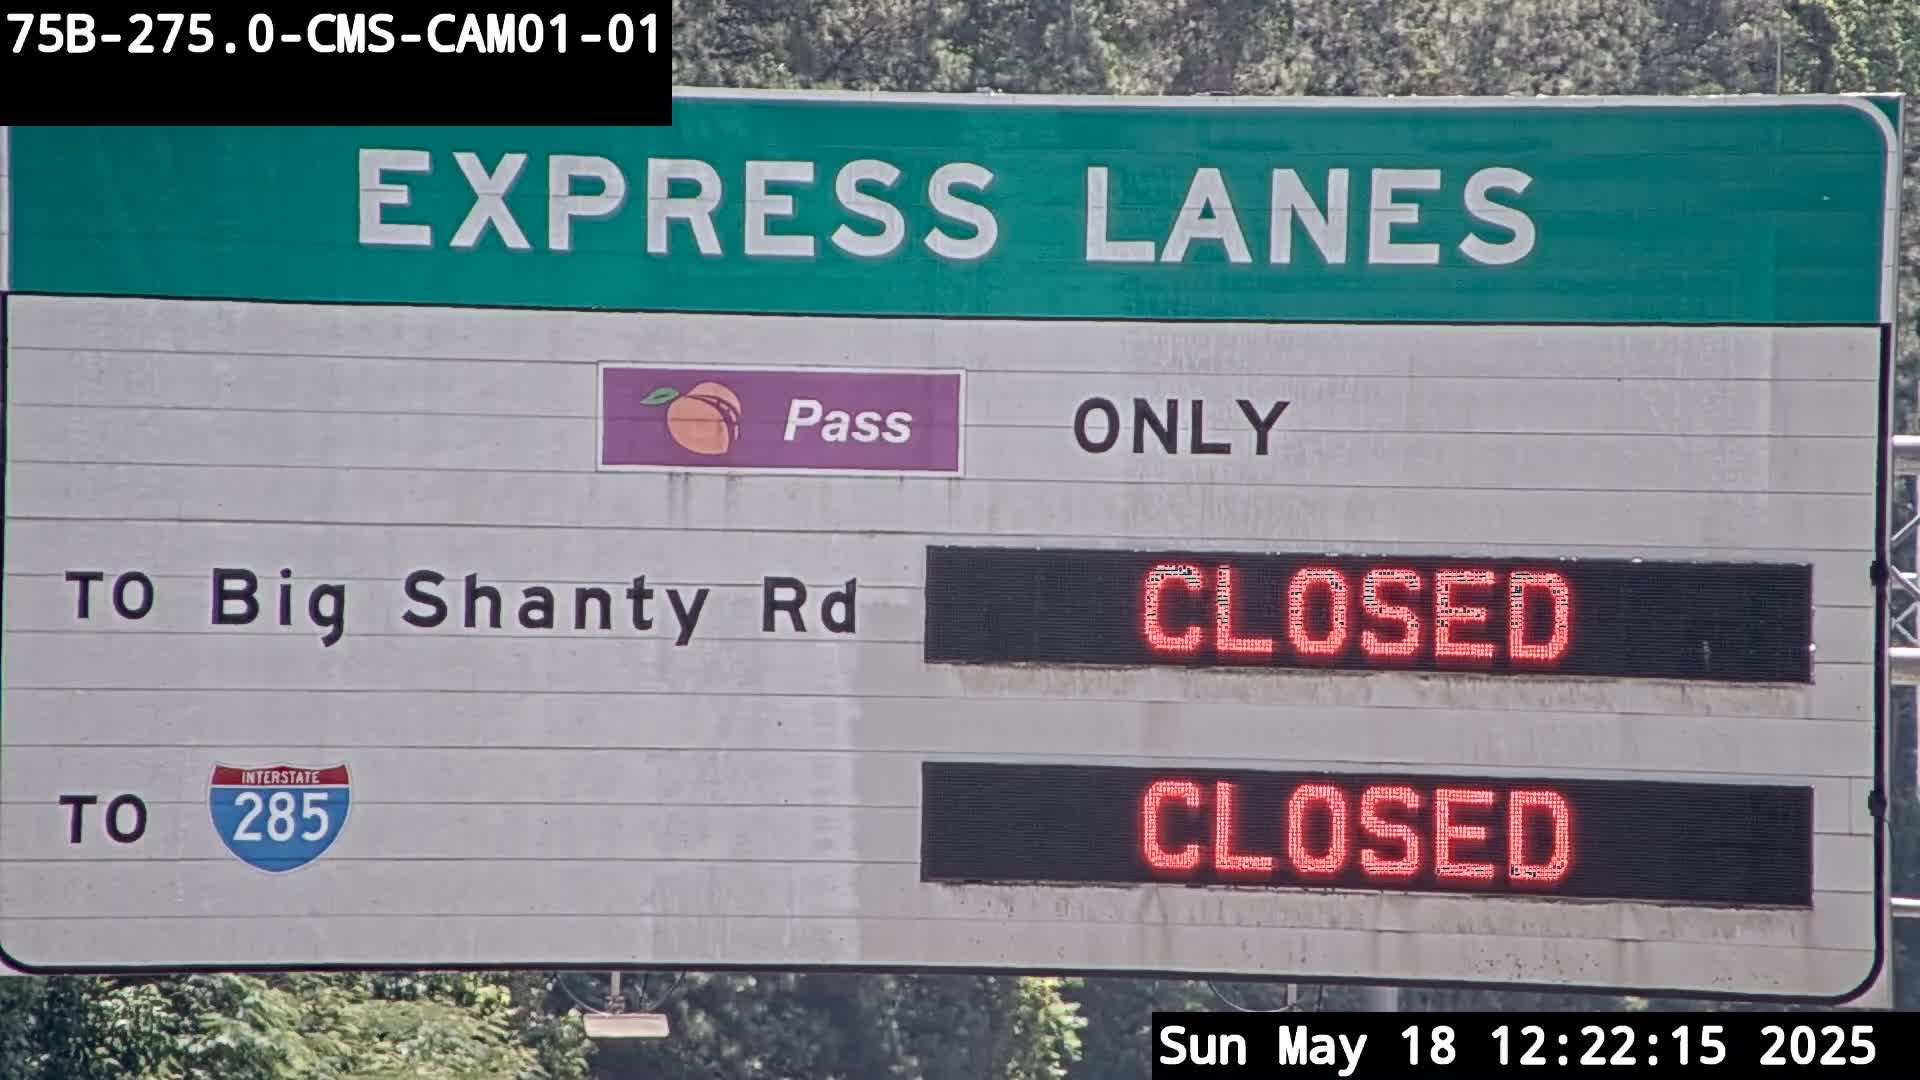 75B-275.0-CMS-CAM01-01
EXPRESS LANES
Pass ONLY
TO Big Shanty Rd CLOSED
INTERSTATE
TO 285 CLOSED
Sun May 18 12:22:15 2025